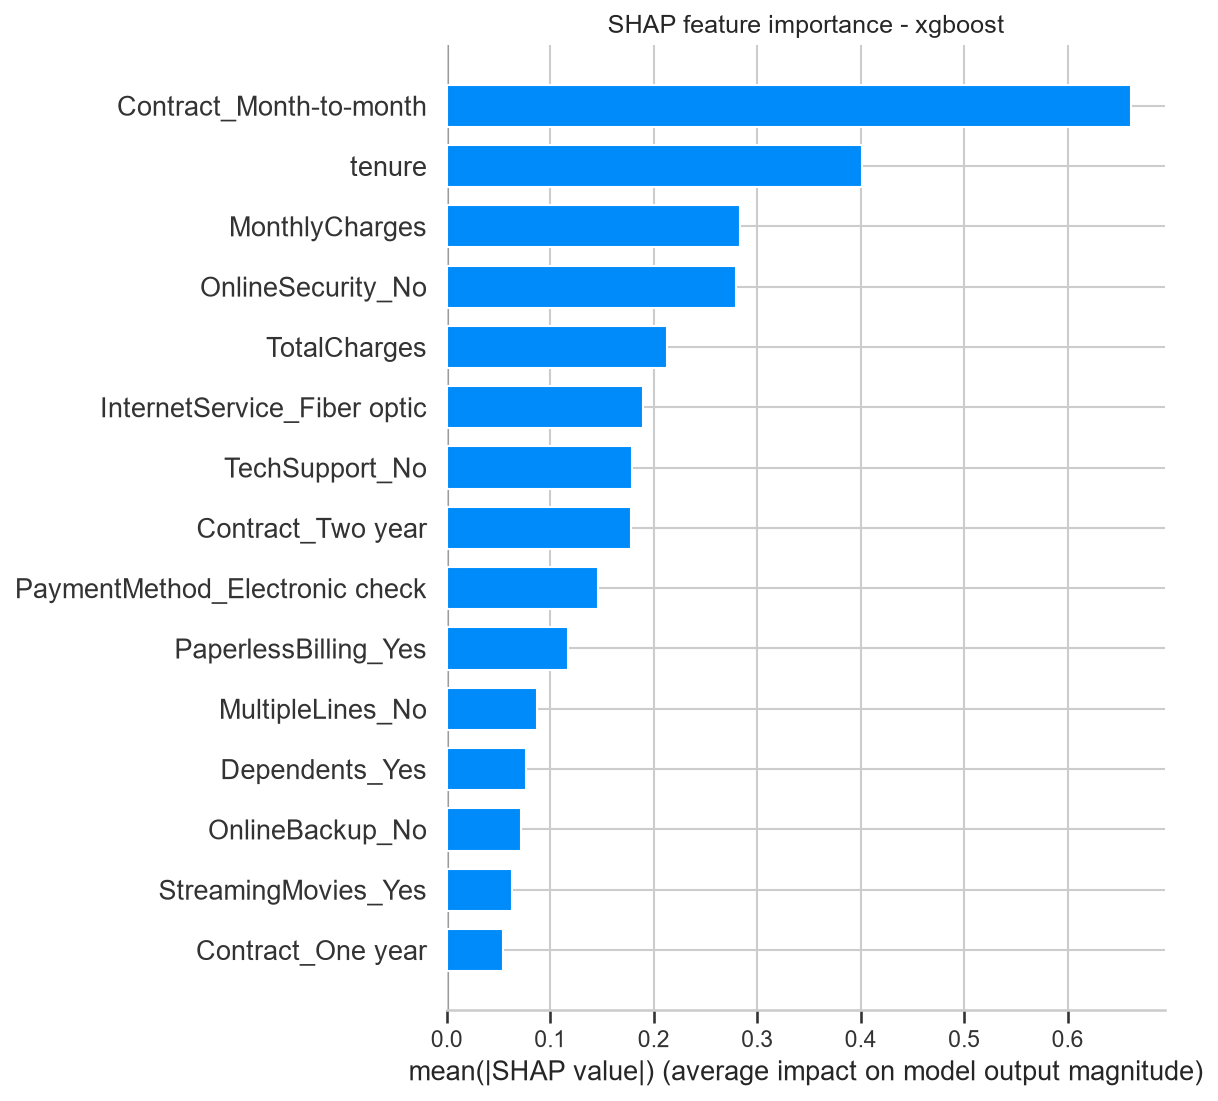 SHAP feature importance - xgboost
Contract_Month-to-month
tenure
MonthlyCharges
OnlineSecurity_No
TotalCharges
InternetService_Fiber optic
TechSupport_No
Contract_Two year
PaymentMethod_Electronic check
PaperlessBilling_Yes
MultipleLines_No
Dependents_Yes
OnlineBackup_No
StreamingMovies_Yes
Contract_One year
0.0 0.1 0.2 0.3 0.4 0.5 0.6
mean(|SHAP value|) (average impact on model output magnitude)